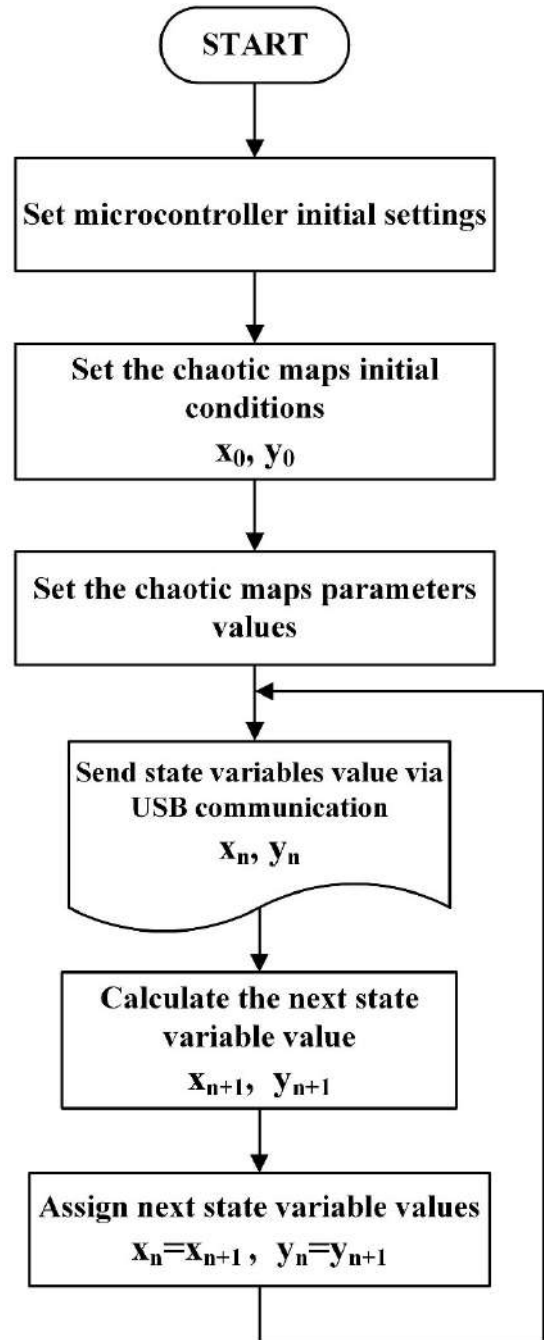 START
Set microcontroller initial settings
Set the chaotic maps initial
conditions
x₀, y₀
Set the chaotic maps parameters
values
Send state variables value via
USB communication
xₙ, yₙ
Calculate the next state
variable value
xₙ₊₁, yₙ₊₁
Assign next state variable values
xₙ=xₙ₊₁, yₙ=yₙ₊₁